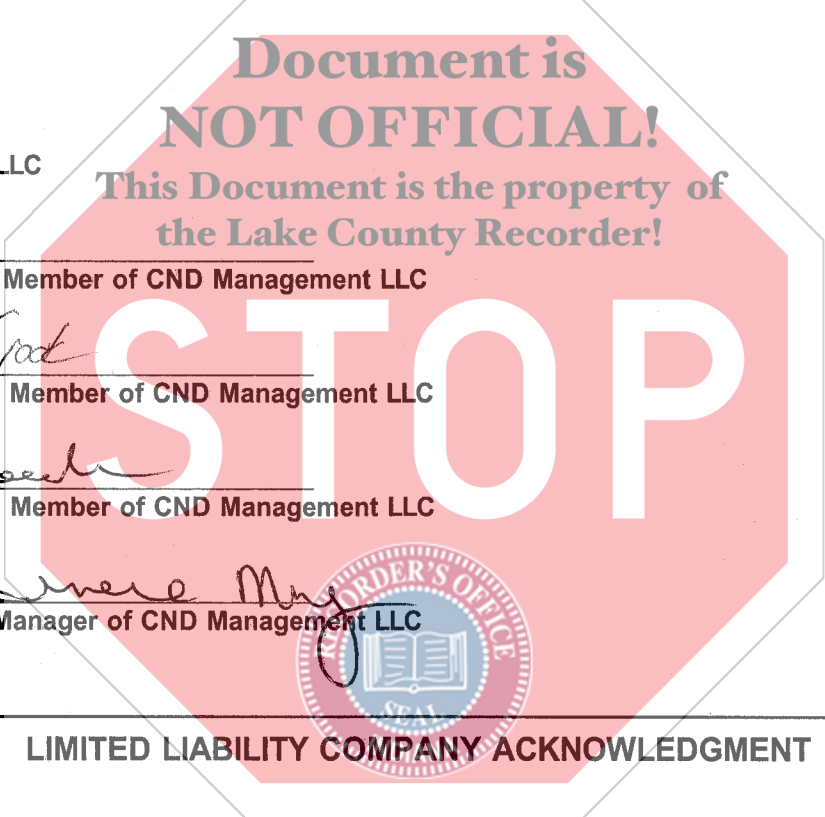 Document is
NOT OFFICIAL!
LLC
This Document is the property of
the Lake County Recorder!
Member of CND Management LLC
Member of CND Management LLC
Member of CND Management LLC
Manager of CND Management LLC
STOP
RECORDER'S OFFICE
SEAL
LIMITED LIABILITY COMPANY ACKNOWLEDGMENT